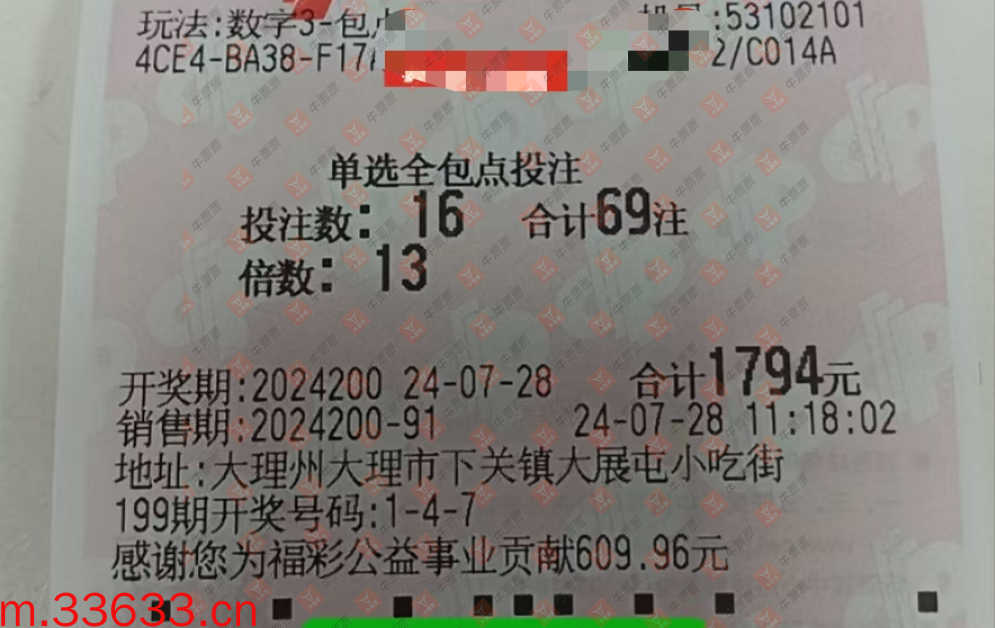 玩法:数字3-包点
机号:53102101
4CE4-BA38-F17
2/C014A
单选全包点投注
投注数: 16 合计69注
倍数: 13
开奖期:2024200 24-07-28 合计1794元
销售期:2024200-91 24-07-28 11:18:02
地址:大理州大理市下关镇大展屯小吃街
199期开奖号码:1-4-7
感谢您为福彩公益事业贡献609.96元
m.33633.cn